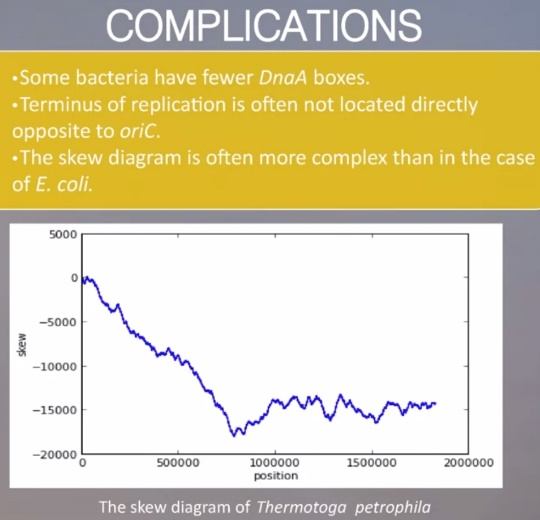 COMPLICATIONS
•Some bacteria have fewer DnaA boxes.
•Terminus of replication is often not located directly
opposite to oriC.
•The skew diagram is often more complex than in the case
of E. coli.
5000
0
−5000
−10000
−15000
−20000
skew
0
500000
1000000
1500000
2000000
position
The skew diagram of Thermotoga petrophila